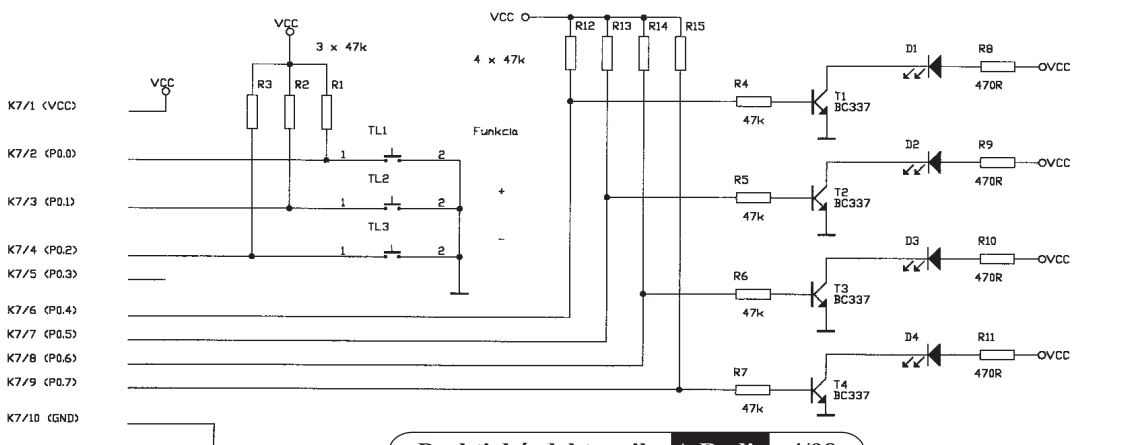 VCC
3 x 47k
R3 R2 R1
VCC
K7/1 (VCC)
K7/2 (P0.0)
K7/3 (P0.1)
K7/4 (P0.2)
K7/5 (P0.3)
K7/6 (P0.4)
K7/7 (P0.5)
K7/8 (P0.6)
K7/9 (P0.7)
K7/10 (GND)
TL1
1 2
TL2
1 2
TL3
1 2
VCC
R12 R13 R14 R15
4 x 47k
Funkcia
+
-
R4
47k
T1
BC337
D1
R8
470R
VCC
R5
47k
T2
BC337
D2
R9
470R
VCC
R6
47k
T3
BC337
D3
R10
470R
VCC
R7
47k
T4
BC337
D4
R11
470R
VCC